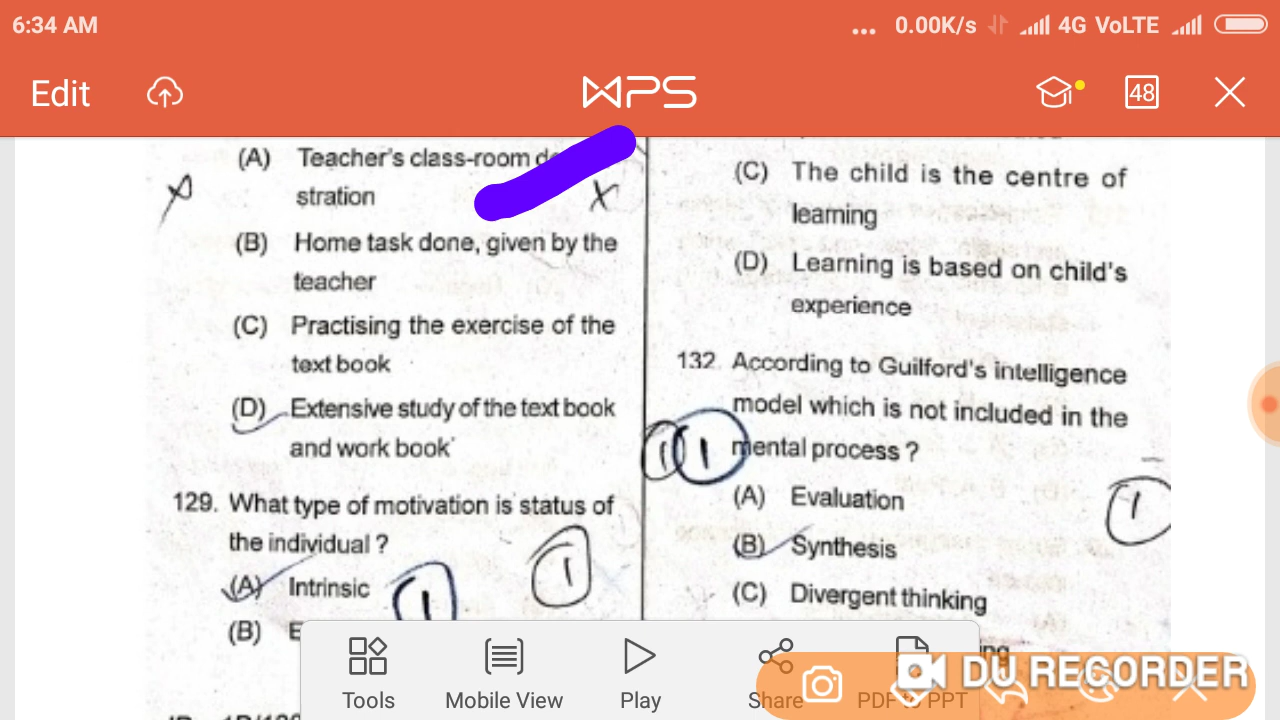 6:34 AM
... 0.00K/s 4G VoLTE
Edit
WPS
48
(A) Teacher's class-room
stration
(B) Home task done, given by the
teacher
(C) Practising the exercise of the
text book
(D) Extensive study of the text book
and work book
129. What type of motivation is status of
the individual ?
(A) Intrinsic
(B)
(C) The child is the centre of
learning
(D) Learning is based on child's
experience
132. According to Guilford's intelligence
model which is not included in the
mental process ?
(A) Evaluation
(B) Synthesis
(C) Divergent thinking
Tools
Mobile View
Play
Share
PDF to PPT
DU RECORDER